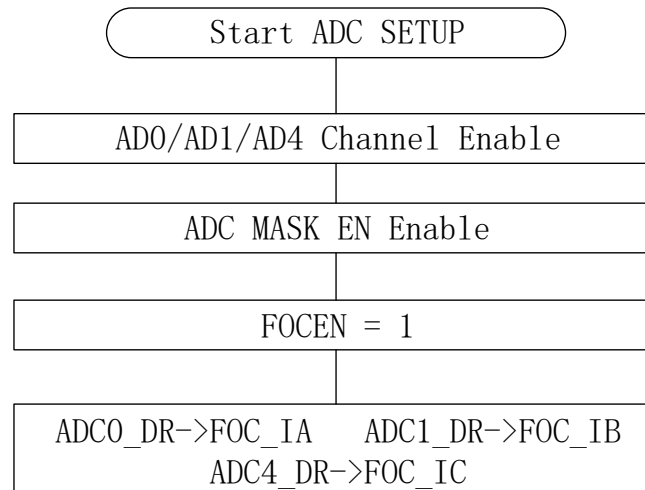 Start ADC SETUP
AD0/AD1/AD4 Channel Enable
ADC MASK EN Enable
FOCEN = 1
ADC0_DR->FOC_IA ADC1_DR->FOC_IB
ADC4_DR->FOC_IC